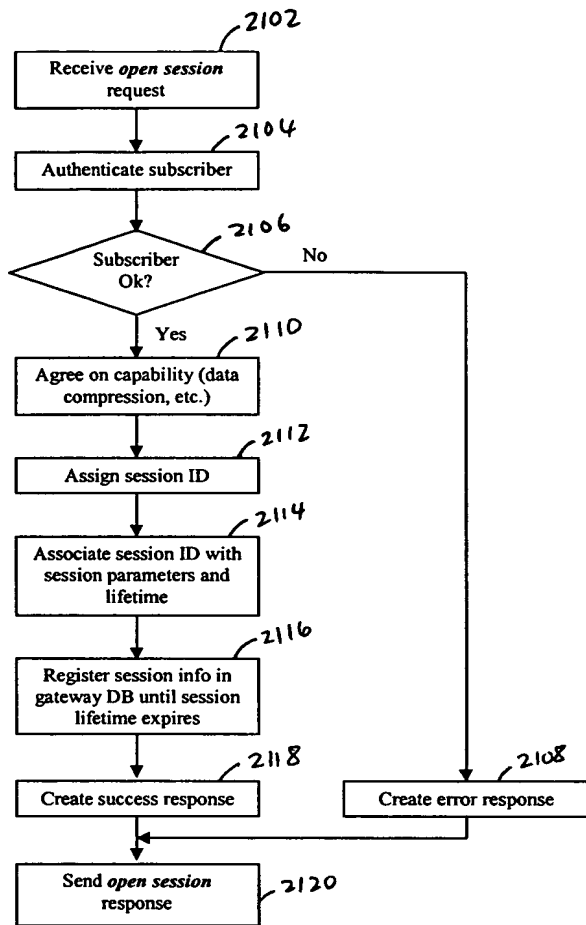 2102
Receive open session
request
2104
Authenticate subscriber
2106
Subscriber
Ok?
No
Yes
2110
Agree on capability (data
compression, etc.)
2112
Assign session ID
2114
Associate session ID with
session parameters and
lifetime
2116
Register session info in
gateway DB until session
lifetime expires
2118
Create success response
2108
Create error response
Send open session
response
2120